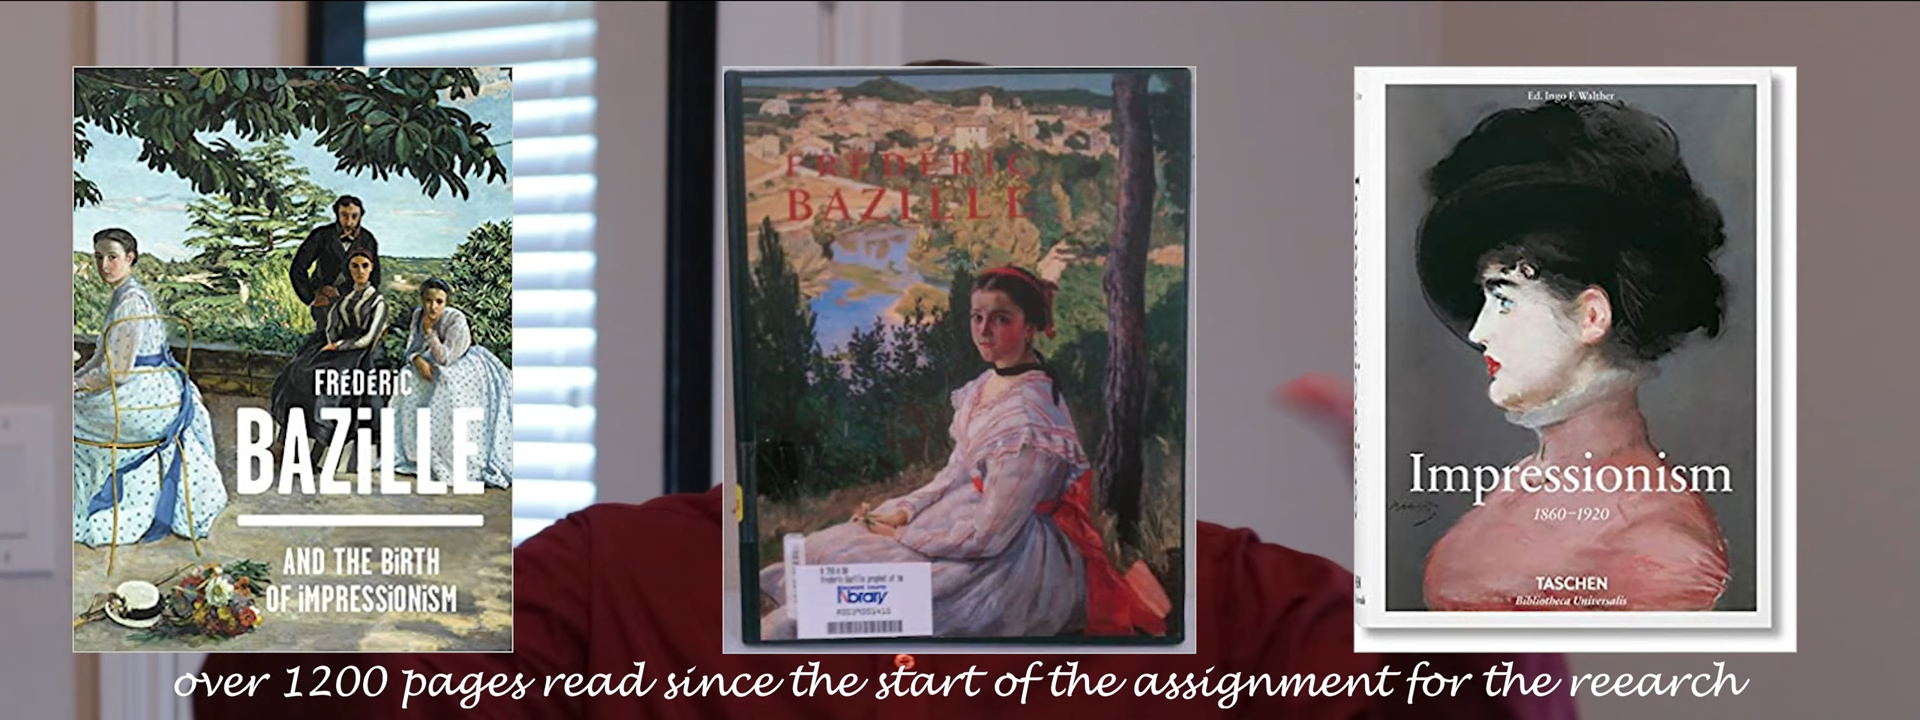 FRÉDÉRiC
BAZiLLE
AND THE BiRTH
OF iMPRESSiONiSM
FRÉDÉRIC
BAZILLE
library
Ed. Ingo F. Walther
Impressionism
1860–1920
TASCHEN
Bibliotheca Universalis
over 1200 pages read since the start of the assignment for the reearch